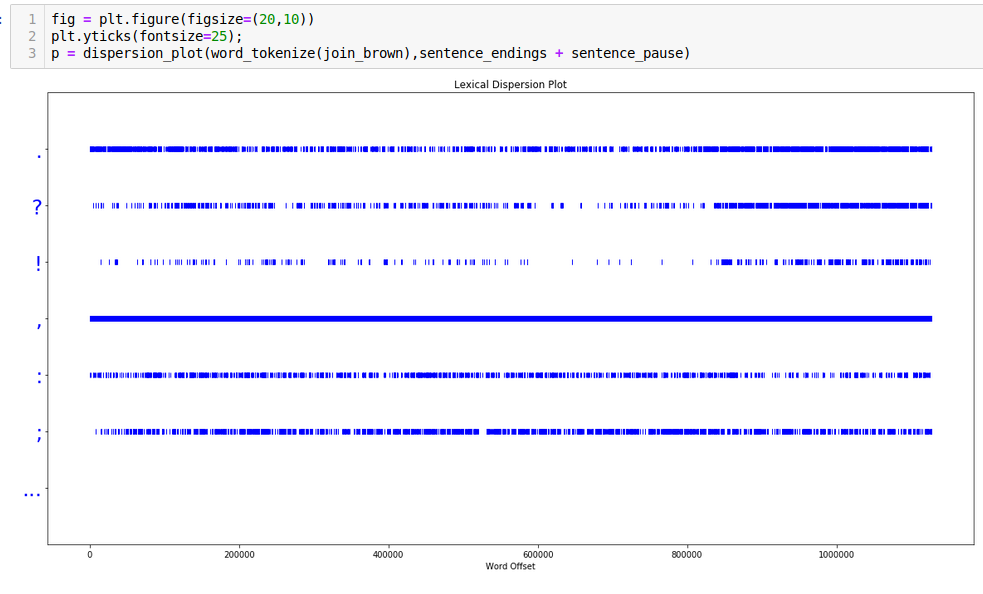 1 fig = plt.figure(figsize=(20,10))
2 plt.yticks(fontsize=25);
3 p = dispersion_plot(word_tokenize(join_brown),sentence_endings + sentence_pause)
Lexical Dispersion Plot
.
?
!
,
:
;
...
0 200000 400000 600000 800000 1000000
Word Offset